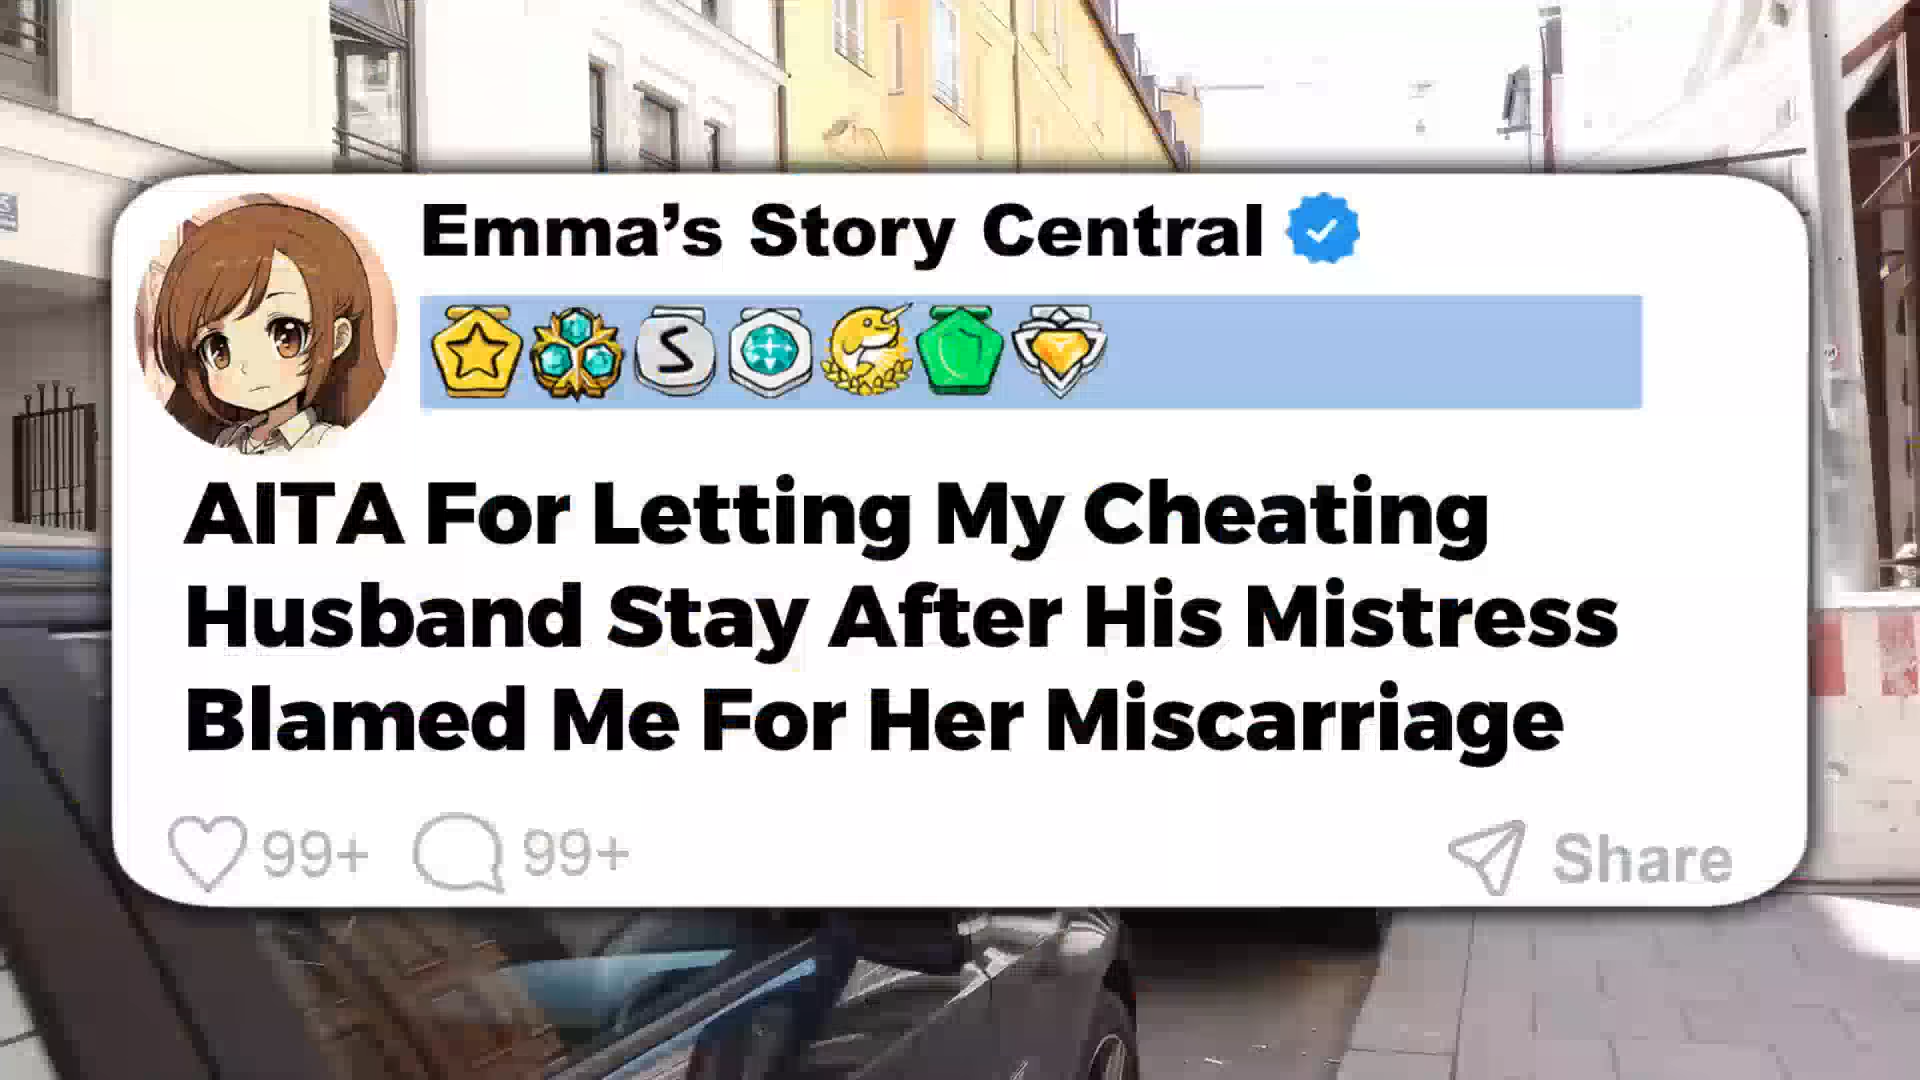 Emma’s Story Central
S
AITA For Letting My Cheating
Husband Stay After His Mistress
Blamed Me For Her Miscarriage
99+ 99+ Share